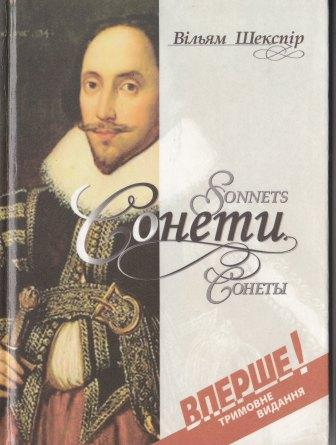 Вільям Шекспір
SONNETS
Сонети.
Сонеты
ВПЕРШЕ!
ТРИМОВНЕ
ВИДАННЯ